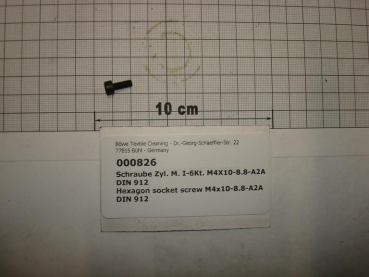 10 cm
Böwe Textile Cleaning - Dr.-Georg-Schaeffler-Str. 22
77815 Bühl - Germany
000826
Schraube Zyl. M. I-6Kt. M4X10-8.8-A2A
DIN 912
Hexagon socket screw M4x10-8.8-A2A
DIN 912